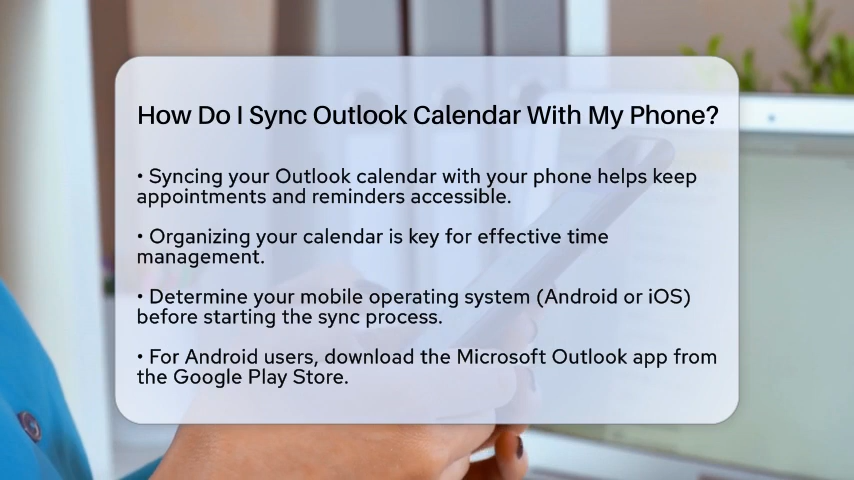 How Do I Sync Outlook Calendar With My Phone?
• Syncing your Outlook calendar with your phone helps keep
appointments and reminders accessible.
• Organizing your calendar is key for effective time
management.
• Determine your mobile operating system (Android or iOS)
before starting the sync process.
• For Android users, download the Microsoft Outlook app from
the Google Play Store.